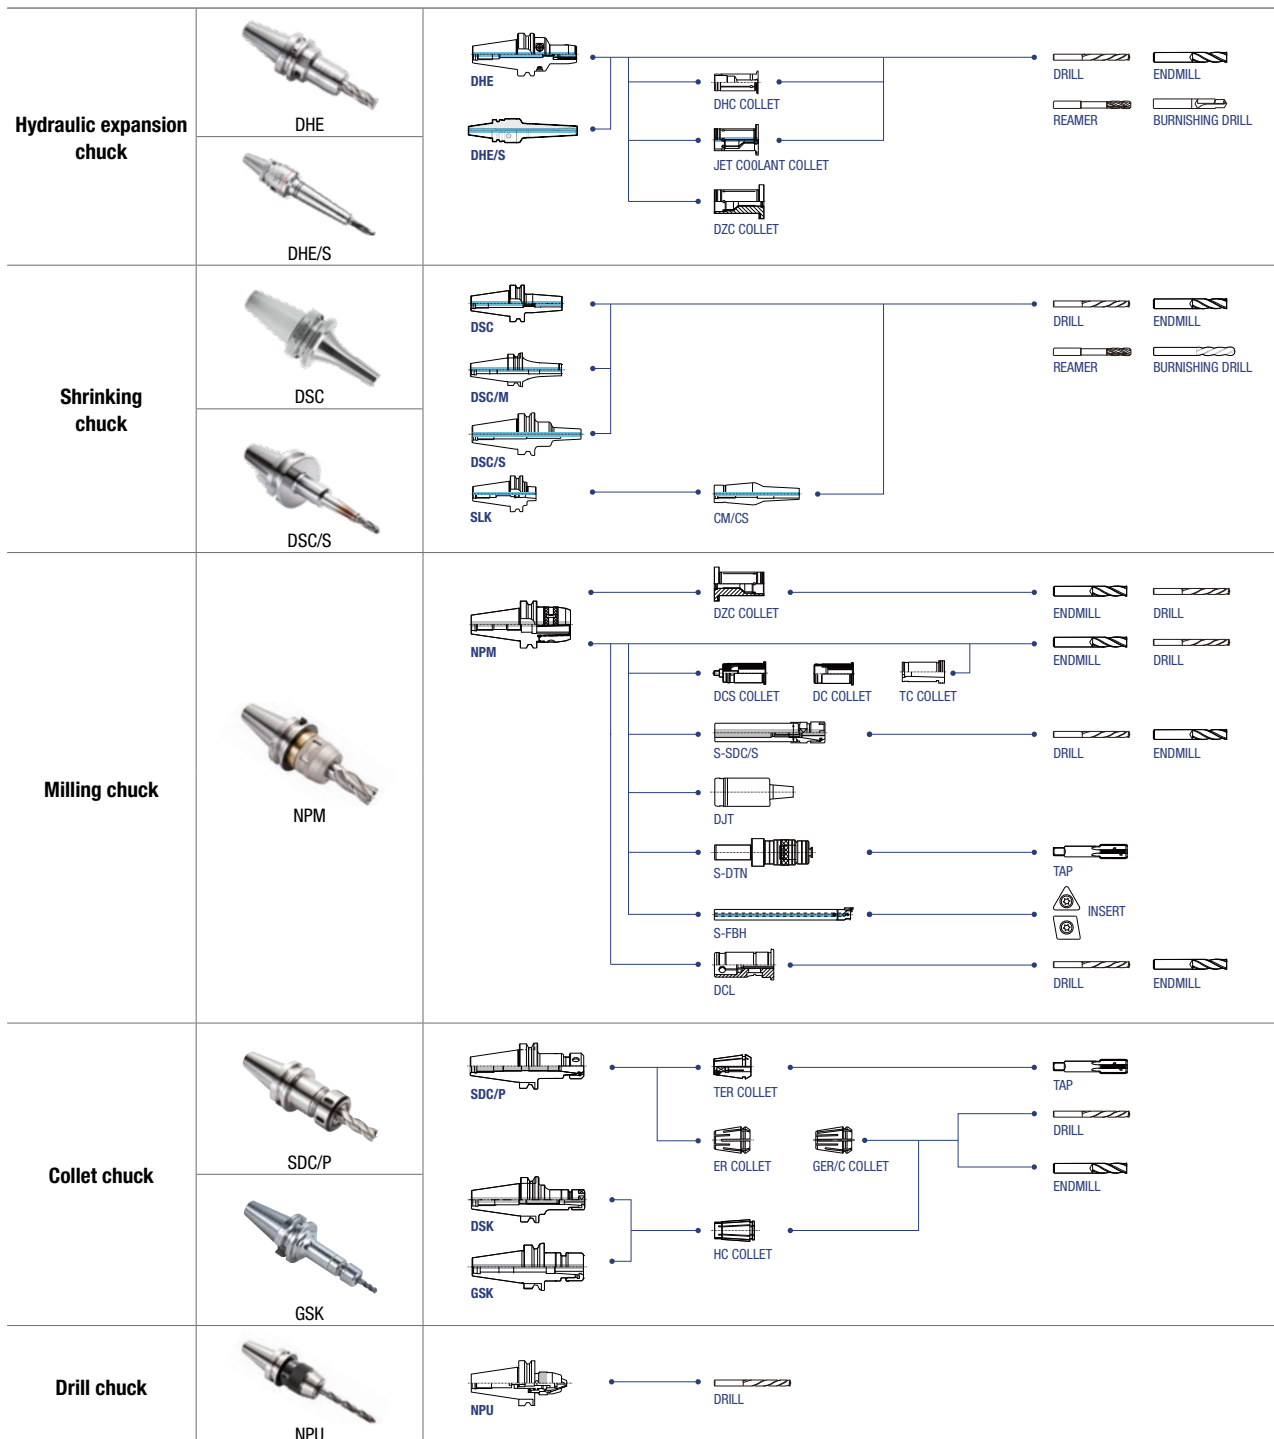 Hydraulic expansion
chuck
DHE
DHE/S
DHE
DHE/S
DHC COLLET
JET COOLANT COLLET
DZC COLLET
DRILL
ENDMILL
REAMER
BURNISHING DRILL
Shrinking
chuck
DSC
DSC/S
DSC
DSC/M
DSC/S
SLK
CM/CS
DRILL
ENDMILL
REAMER
BURNISHING DRILL
Milling chuck
NPM
NPM
DZC COLLET
ENDMILL
DRILL
ENDMILL
DRILL
DCS COLLET
DC COLLET
TC COLLET
S-SDC/S
DRILL
ENDMILL
DJT
S-DTN
TAP
S-FBH
INSERT
DCL
DRILL
ENDMILL
Collet chuck
SDC/P
GSK
SDC/P
TER COLLET
TAP
DRILL
ER COLLET
GER/C COLLET
ENDMILL
DSK
HC COLLET
GSK
Drill chuck
NPU
NPU
DRILL